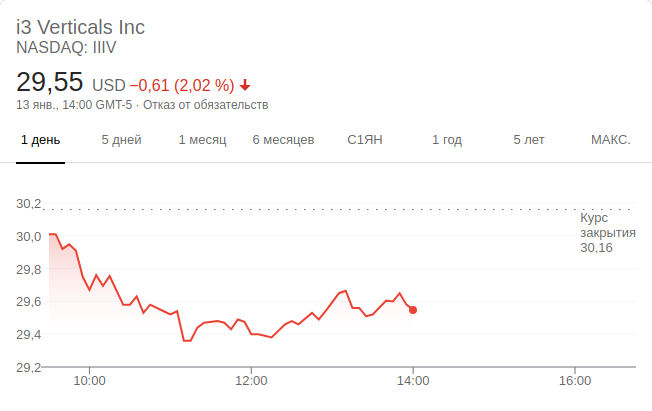 i3 Verticals Inc
NASDAQ: IIIV
29,55 USD −0,61 (2,02 %)
13 янв., 14:00 GMT-5 · Отказ от обязательств
1 день 5 дней 1 месяц 6 месяцев С1ЯН 1 год 5 лет МАКС.
30,2
Курс
закрытия
30,16
30,0
29,8
29,6
29,4
29,2
10:00 12:00 14:00 16:00